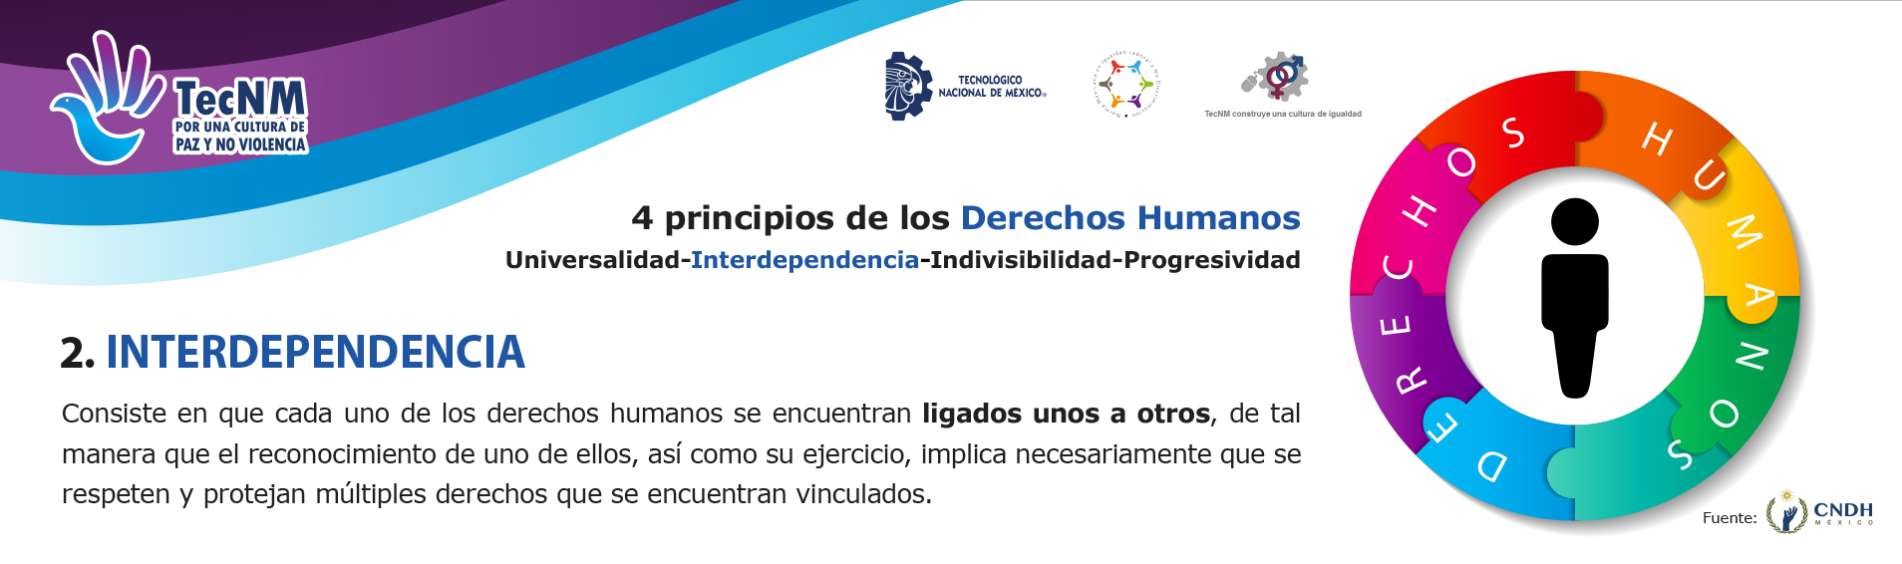 TecNM
POR UNA CULTURA DE
PAZ Y NO VIOLENCIA
TECNOLÓGICO
NACIONAL DE MÉXICO®
TecNM construye una cultura de igualdad
4 principios de los Derechos Humanos
Universalidad-Interdependencia-Indivisibilidad-Progresividad
2. INTERDEPENDENCIA
Consiste en que cada uno de los derechos humanos se encuentran ligados unos a otros, de tal
manera que el reconocimiento de uno de ellos, así como su ejercicio, implica necesariamente que se
respeten y protejan múltiples derechos que se encuentran vinculados.
DERECHOS HUMANOS
Fuente:
CNDH
MÉXICO